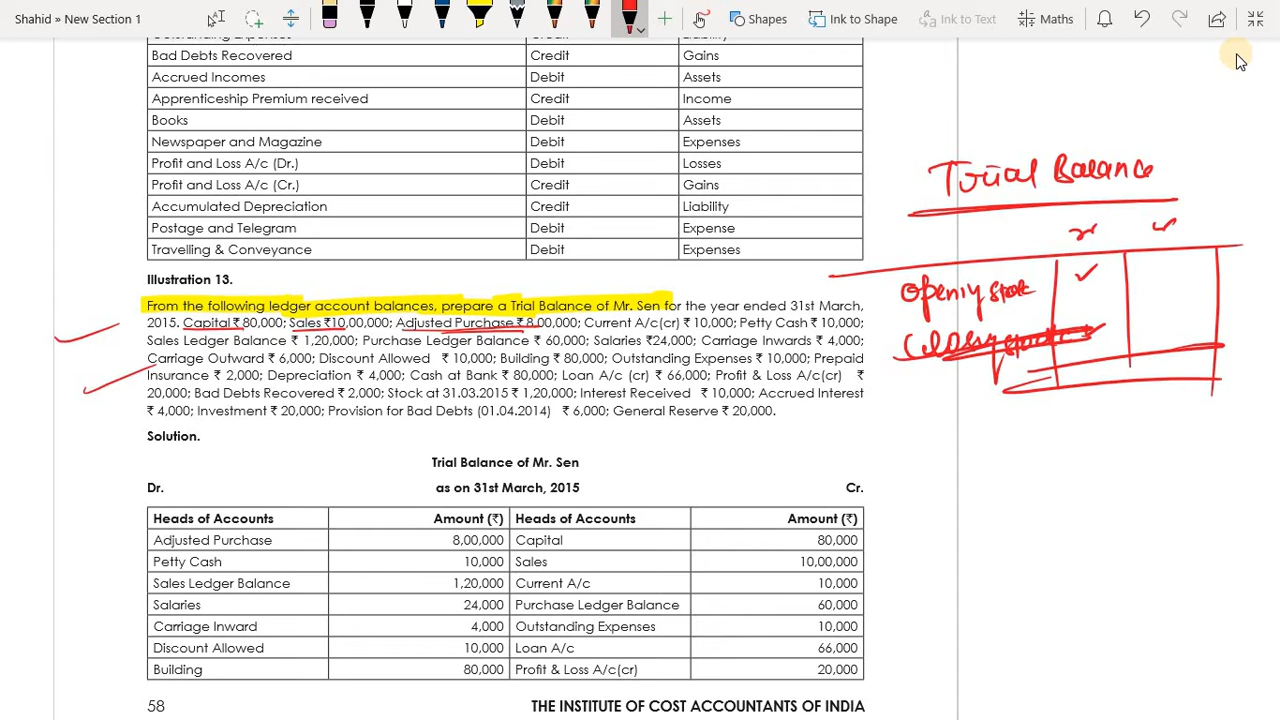 Shahid » New Section 1
Shapes
Ink to Shape
Ink to Text
Maths
Outstanding Expenses Credit Liability
Bad Debts Recovered Credit Gains
Accrued Incomes Debit Assets
Apprenticeship Premium received Credit Income
Books Debit Assets
Newspaper and Magazine Debit Expenses
Profit and Loss A/c (Dr.) Debit Losses
Profit and Loss A/c (Cr.) Credit Gains
Accumulated Depreciation Credit Liability
Postage and Telegram Debit Expense
Travelling & Conveyance Debit Expenses
Illustration 13.
From the following ledger account balances, prepare a Trial Balance of Mr. Sen for the year ended 31st March,
2015. Capital ₹ 80,000; Sales ₹10,00,000; Adjusted Purchase ₹ 8,00,000; Current A/c(cr) ₹ 10,000; Petty Cash ₹ 10,000;
Sales Ledger Balance ₹ 1,20,000; Purchase Ledger Balance ₹ 60,000; Salaries ₹24,000; Carriage Inwards ₹ 4,000;
Carriage Outward ₹ 6,000; Discount Allowed ₹ 10,000; Building ₹ 80,000; Outstanding Expenses ₹ 10,000; Prepaid
Insurance ₹ 2,000; Depreciation ₹ 4,000; Cash at Bank ₹ 80,000; Loan A/c (cr) ₹ 66,000; Profit & Loss A/c(cr) ₹
20,000; Bad Debts Recovered ₹ 2,000; Stock at 31.03.2015 ₹ 1,20,000; Interest Received ₹ 10,000; Accrued Interest
₹ 4,000; Investment ₹ 20,000; Provision for Bad Debts (01.04.2014) ₹ 6,000; General Reserve ₹ 20,000.
Solution.
Trial Balance of Mr. Sen
Dr. as on 31st March, 2015 Cr.
Heads of Accounts Amount (₹) Heads of Accounts Amount (₹)
Adjusted Purchase 8,00,000 Capital 80,000
Petty Cash 10,000 Sales 10,00,000
Sales Ledger Balance 1,20,000 Current A/c 10,000
Salaries 24,000 Purchase Ledger Balance 60,000
Carriage Inward 4,000 Outstanding Expenses 10,000
Discount Allowed 10,000 Loan A/c 66,000
Building 80,000 Profit & Loss A/c(cr) 20,000
58 THE INSTITUTE OF COST ACCOUNTANTS OF INDIA
Trial Balance
Opening Stock
Closing Stock